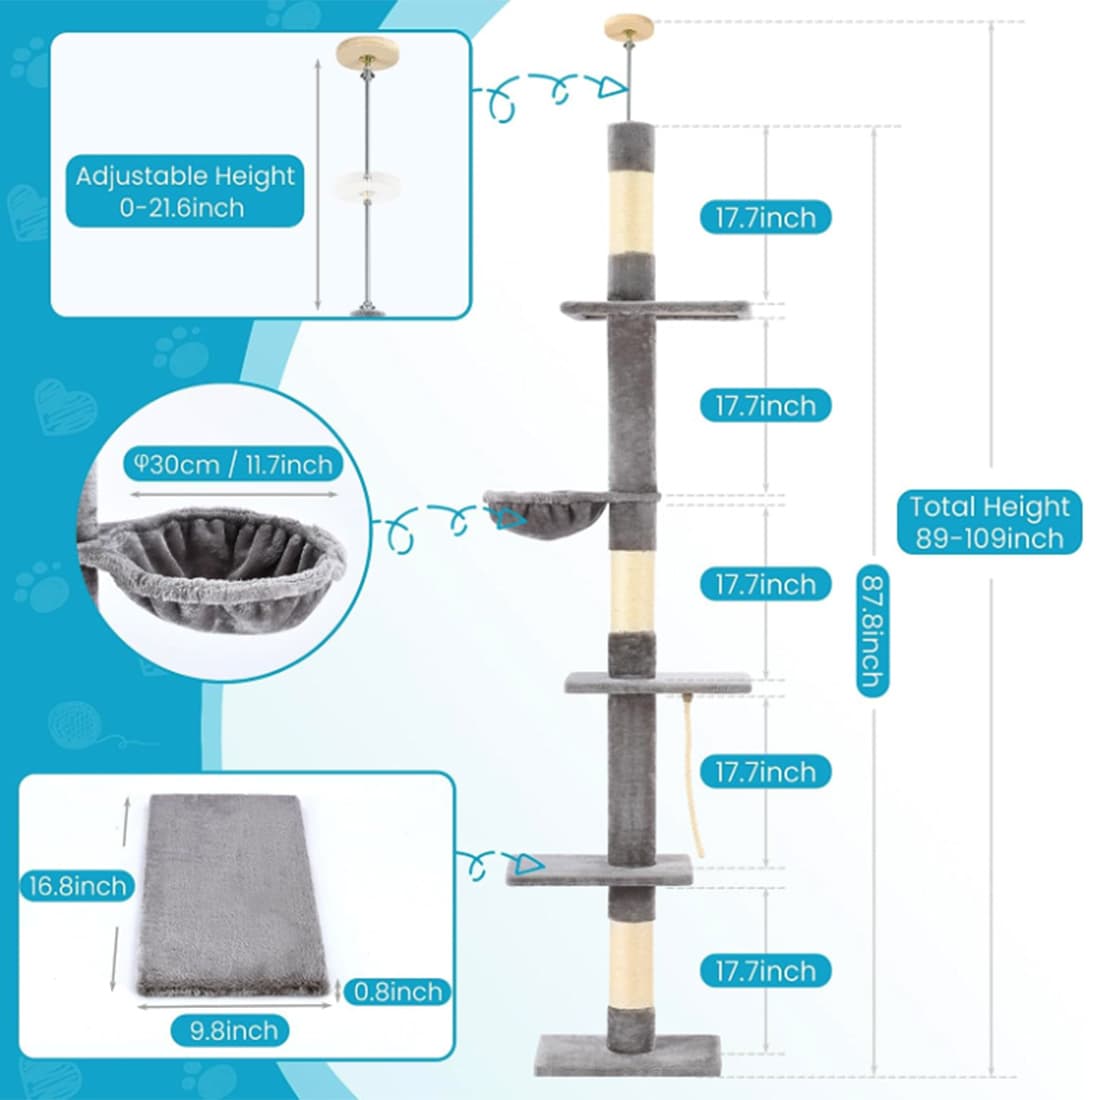 Adjustable Height
0-21.6inch
17.7inch
17.7inch
φ30cm / 11.7inch
Total Height
89-109inch
17.7inch
87.8inch
17.7inch
16.8inch
0.8inch
9.8inch
17.7inch